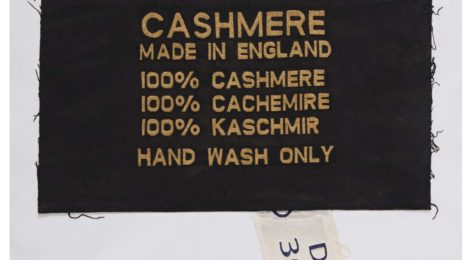 CASHMERE
MADE IN ENGLAND
100% CASHMERE
100% CACHEMIRE
100% KASCHMIR
HAND WASH ONLY